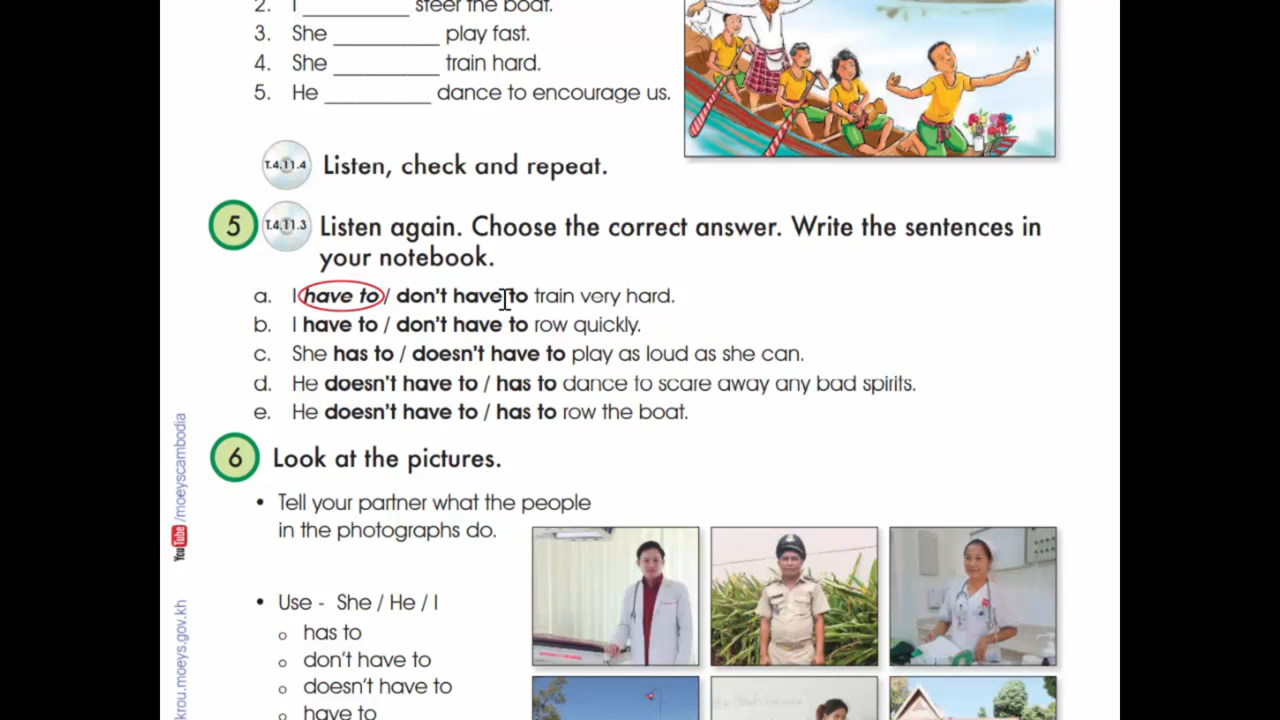 2. I __________ steer the boat.
3. She __________ play fast.
4. She __________ train hard.
5. He __________ dance to encourage us.
T.4.11.4 Listen, check and repeat.
5 T.4.11.3 Listen again. Choose the correct answer. Write the sentences in
your notebook.
a. I have to / don't have to train very hard.
b. I have to / don't have to row quickly.
c. She has to / doesn't have to play as loud as she can.
d. He doesn't have to / has to dance to scare away any bad spirits.
e. He doesn't have to / has to row the boat.
6 Look at the pictures.
• Tell your partner what the people
in the photographs do.
• Use - She / He / I
o has to
o don't have to
o doesn't have to
o have to
YouTube /moeyscambodia
krou.moeys.gov.kh